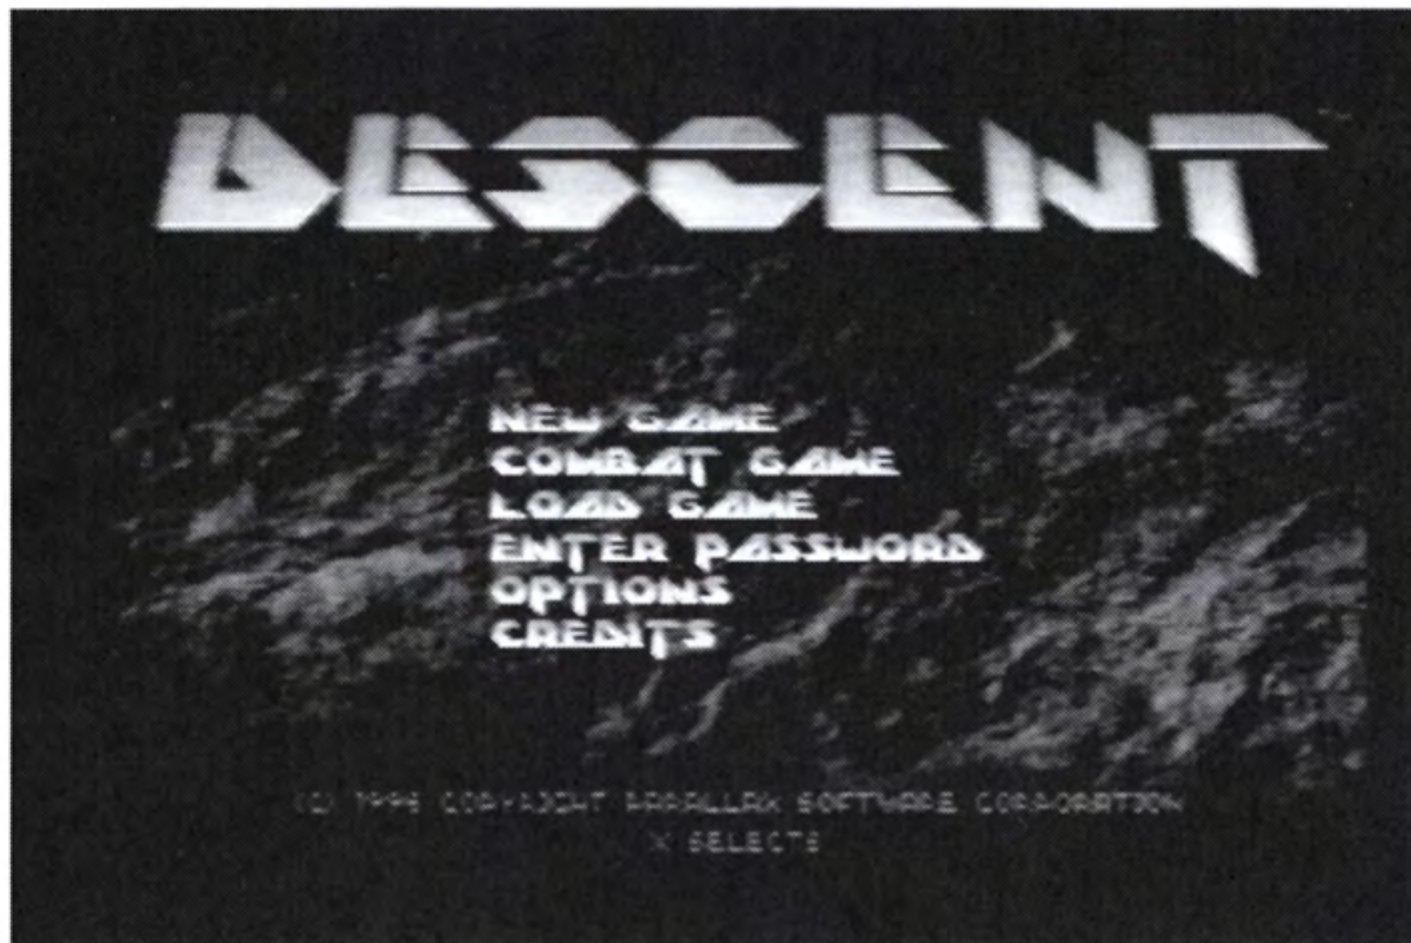 DESCENT
NEW GAME
COMBAT GAME
LOAD GAME
ENTER PASSWORD
OPTIONS
CREDITS
(C) COPYRIGHT PARALLAX SOFTWARE CORPORATION
X SELECTS